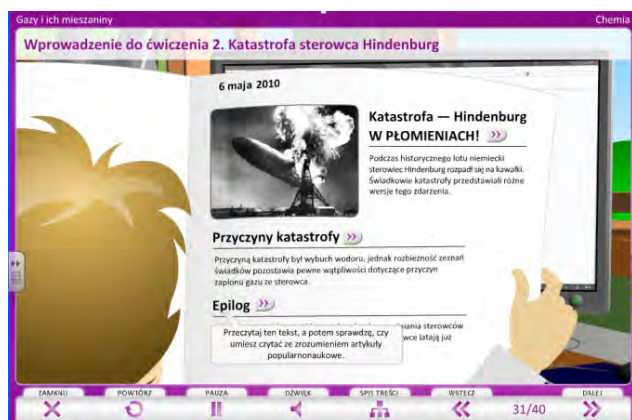 Gazy i ich mieszaniny
Chemia
Wprowadzenie do ćwiczenia 2. Katastrofa sterowca Hindenburg
6 maja 2010
Katastrofa — Hindenburg
W PŁOMIENIACH!
Podczas historycznego lotu niemiecki
sterowiec Hindenburg rozpadł się na kawałki.
Świadkowie katastrofy przedstawiali różne
wersje tego zdarzenia.
Przyczyny katastrofy
Przyczyną katastrofy był wybuch wodoru, jednak rozbieżność zeznań
świadków pozostawia pewne wątpliwości dotyczące przyczyn
zapłonu gazu ze sterowca.
Epilog
sterowców
latają już
Przeczytaj ten tekst, a potem sprawdzę, czy
umiesz czytać ze zrozumieniem artykuły
popularnonaukowe.
ZAMKNIJ
POWTÓRZ
PAUZA
DŹWIĘK
SPIS TREŚCI
WSTECZ
31/40
DALEJ